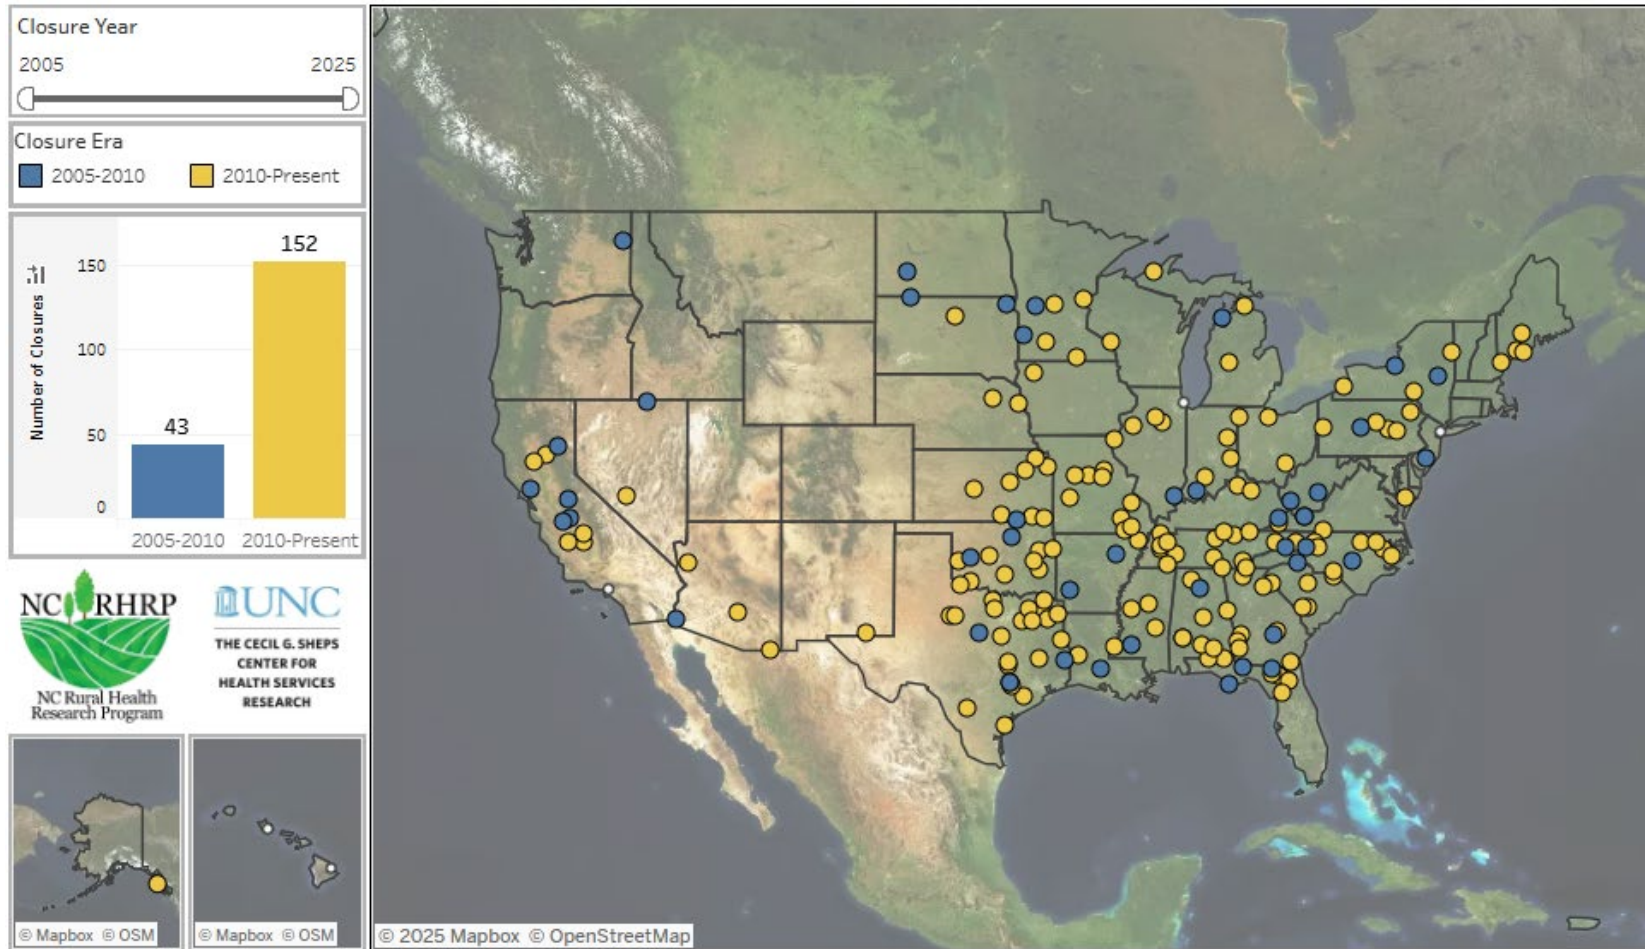 Closure Year
2005 2025
Closure Era
2005-2010 2010-Present
Number of Closures
150
100
50
0
43
152
2005-2010 2010-Present
NC RHRP
NC Rural Health
Research Program
UNC
THE CECIL G. SHEPS
CENTER FOR
HEALTH SERVICES
RESEARCH
© Mapbox © OSM
© Mapbox © OSM
© 2025 Mapbox © OpenStreetMap